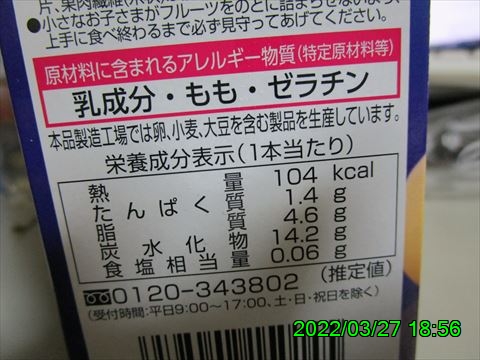 ●小さなお子さまがフルーツをのどに詰まらせないよう、
上手に食べ終わるまで必ず見守ってあげてください。
原材料に含まれるアレルギー物質(特定原材料等)
乳成分・もも・ゼラチン
本品製造工場では卵、小麦、大豆を含む製品を生産しています。
栄養成分表示(1本当たり)
熱量 104 kcal
たんぱく質 1.4 g
脂質 4.6 g
炭水化物 14.2 g
食塩相当量 0.06 g
(推定値)
0120-343802
(受付時間:平日9:00〜17:00、土・日・祝日を除く)
2022/03/27 18:56